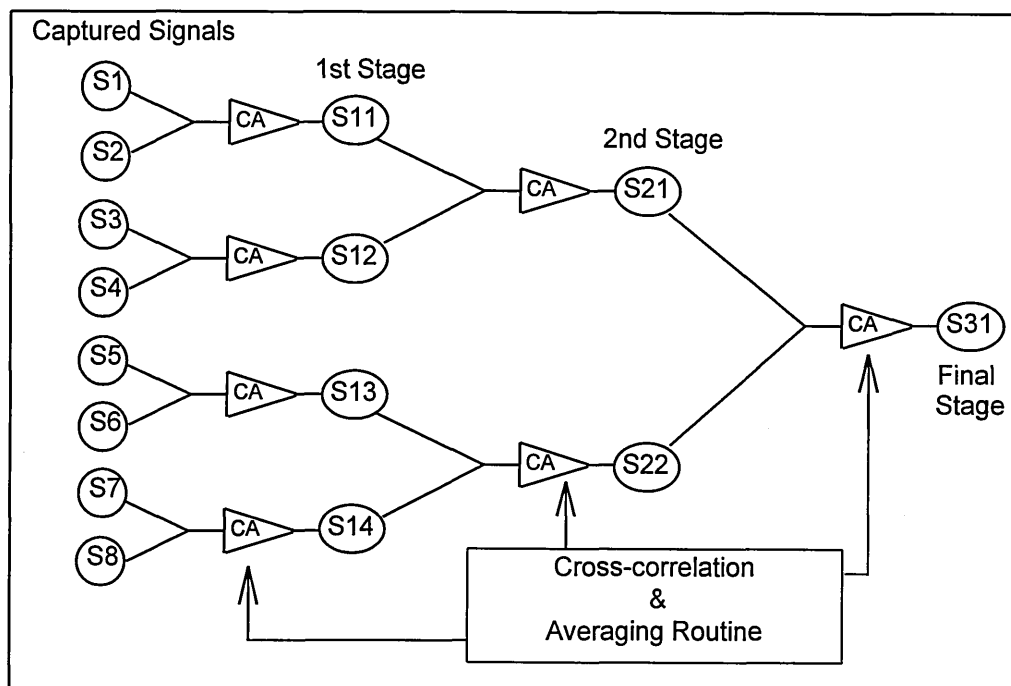 Captured Signals
S1
S2
S3
S4
S5
S6
S7
S8
CA
CA
CA
CA
1st Stage
S11
S12
S13
S14
CA
CA
2nd Stage
S21
S22
CA
S31
Final
Stage
Cross-correlation
&
Averaging Routine